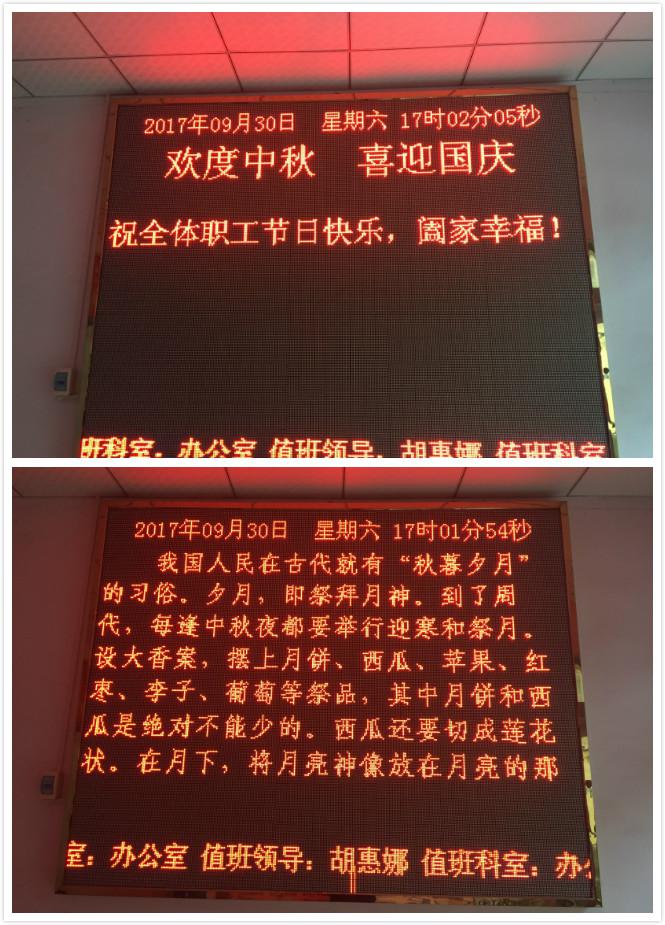 2017年09月30日 星期六 17时02分05秒
欢度中秋 喜迎国庆
祝全体职工节日快乐，阖家幸福！
班科室：办公室 值班领导：胡惠娜 值班科室
2017年09月30日 星期六 17时01分54秒
我国人民在古代就有“秋暮夕月”
的习俗。夕月，即祭拜月神。到了周
代，每逢中秋夜都要举行迎寒和祭月。
设大香案，摆上月饼、西瓜、苹果、红
枣、李子、葡萄等祭品，其中月饼和西
瓜是绝对不能少的。西瓜还要切成莲花
状。在月下，将月亮神像放在月亮的那
室：办公室 值班领导：胡惠娜 值班科室：办公